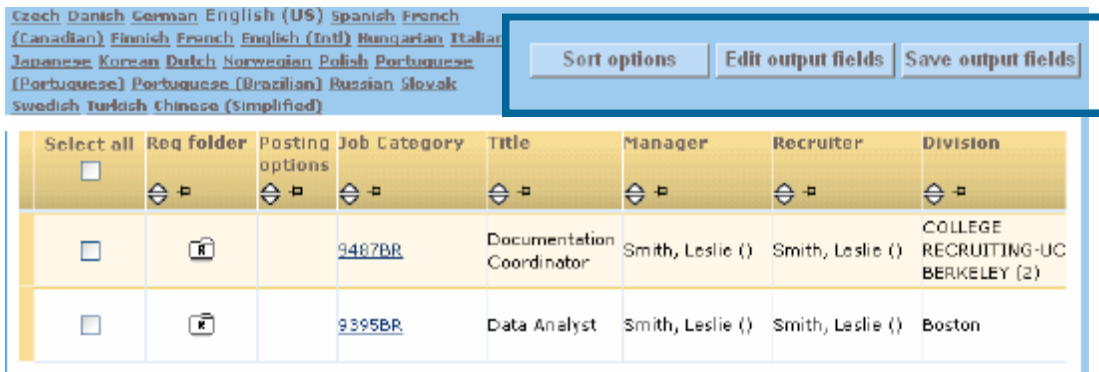 Czech Danish German English (US) Spanish French
(Canadian) Finnish French English (Intl) Hungarian Italian
Japanese Korean Dutch Norwegian Polish Portuguese
(Portuguese) Portuguese (Brazilian) Russian Slovak
Swedish Turkish Chinese (Simplified)
Sort options Edit output fields Save output fields
Select all Req folder Posting Job Category Title Manager Recruiter Division
options
COLLEGE
9487BR Documentation Smith, Leslie () Smith, Leslie () RECRUITING-UC
Coordinator BERKELEY (2)
9395BR Data Analyst Smith, Leslie () Smith, Leslie () Boston